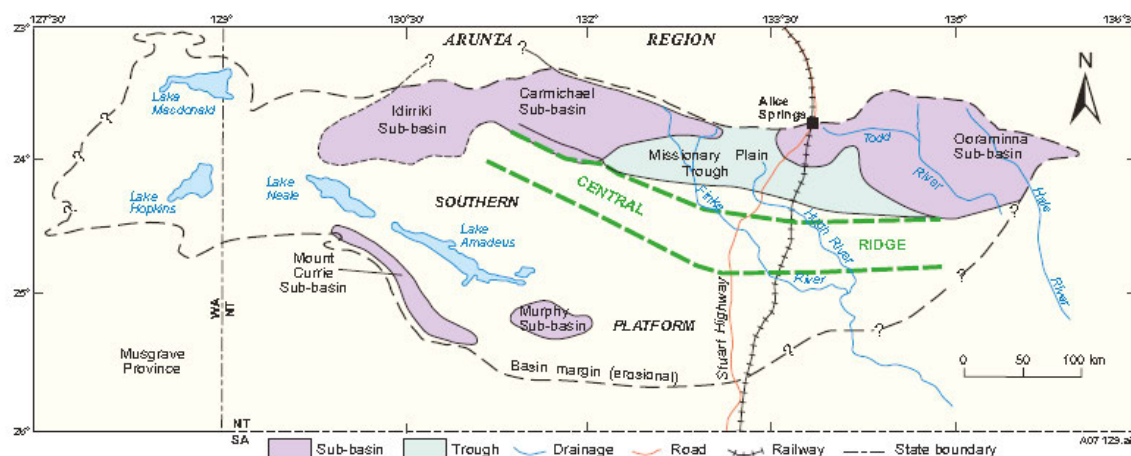 127°30'
129°
130°30'
132°
133°30'
135°
136°30'
23°
24°
25°
26°
ARUNTA REGION
?
?
N
Lake
Macdonald
Carmichael
Sub-basin
Idirriki
Sub-basin
Alice
Springs
Todd
River
Ooraminna
Sub-basin
Missionary Plain
Trough
Hale
River
?
Lake
Hopkins
Lake
Neale
CENTRAL
RIDGE
Finke
River
Hugh River
SOUTHERN
Lake
Amadeus
Mount
Currie
Sub-basin
?
?
?
?
?
WA
NT
Murphy
Sub-basin
PLATFORM
Stuart Highway
Musgrave
Province
Basin margin (erosional)
0 50 100 km
NT
SA
Sub-basin
Trough
Drainage
Road
Railway
State boundary
A07 129.ai